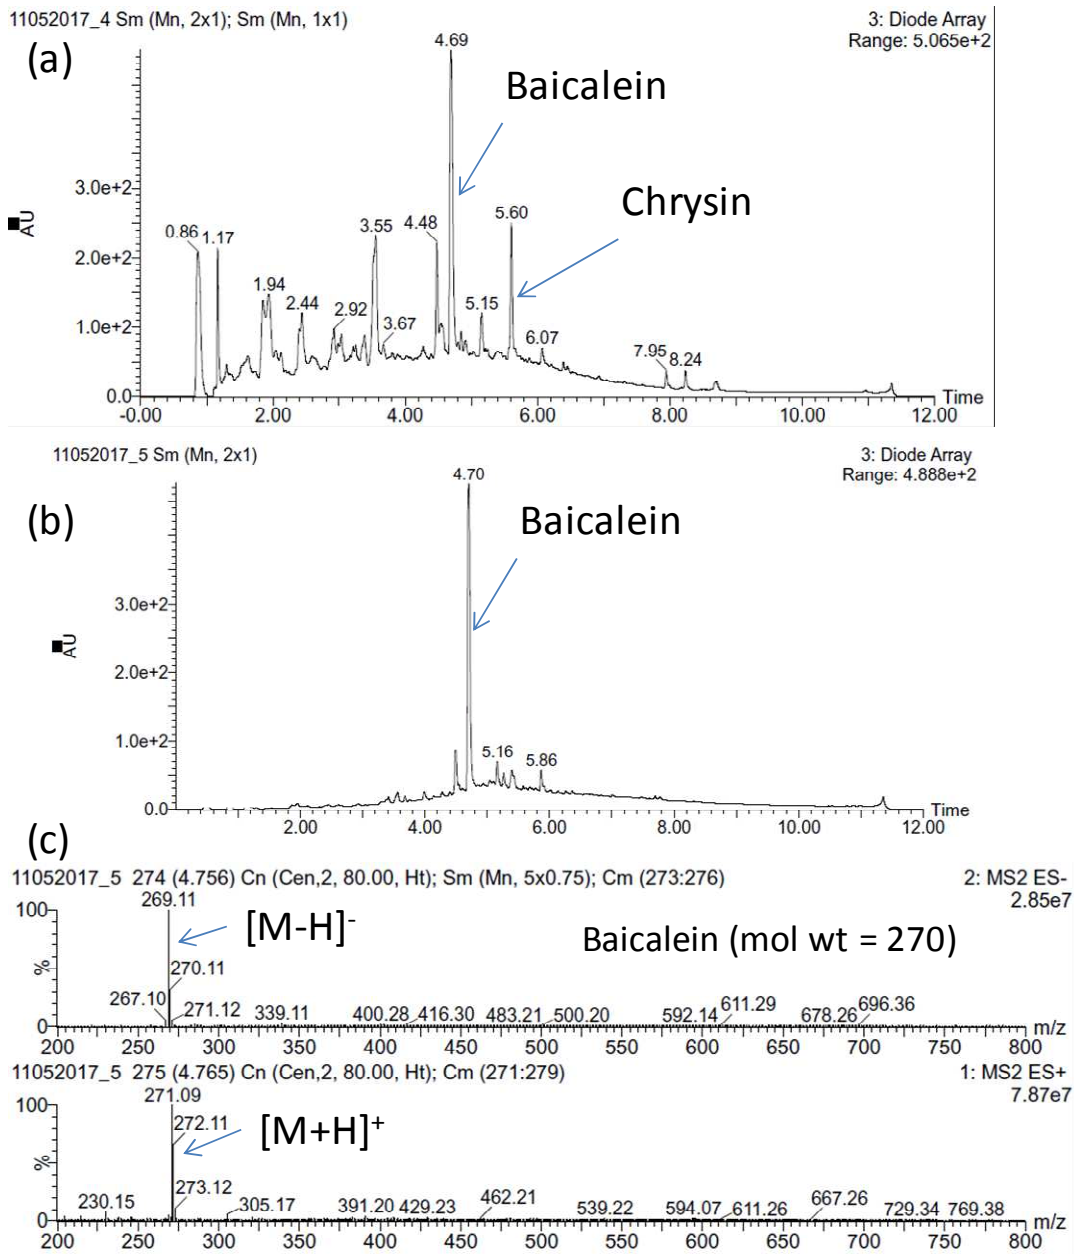 11052017_4 Sm (Mn, 2x1); Sm (Mn, 1x1)
3: Diode Array
Range: 5.065e+2
(a)
4.69
Baicalein
Chrysin
3.0e+2
AU
0.86
1.17
3.55
4.48
5.60
2.0e+2
1.94
2.44
2.92
3.67
5.15
6.07
1.0e+2
7.95
8.24
0.0
-0.00
2.00
4.00
6.00
8.00
10.00
12.00
Time
11052017_5 Sm (Mn, 2x1)
3: Diode Array
Range: 4.888e+2
4.70
(b)
Baicalein
3.0e+2
AU
2.0e+2
1.0e+2
5.16
5.86
0.0
2.00
4.00
6.00
8.00
10.00
12.00
Time
(c)
11052017_5 274 (4.756) Cn (Cen,2, 80.00, Ht); Sm (Mn, 5x0.75); Cm (273:276)
2: MS2 ES-
2.85e7
269.11
100
[M-H]-
Baicalein (mol wt = 270)
%
270.11
267.10
271.12
339.11
400.28
416.30
483.21
500.20
592.14
611.29
678.26
696.36
0
200 250 300 350 400 450 500 550 600 650 700 750 800
m/z
11052017_5 275 (4.765) Cn (Cen,2, 80.00, Ht); Cm (271:279)
1: MS2 ES+
7.87e7
271.09
100
272.11
[M+H]+
%
230.15
273.12
305.17
391.20
429.23
462.21
539.22
594.07
611.26
667.26
729.34
769.38
0
200 250 300 350 400 450 500 550 600 650 700 750 800
m/z